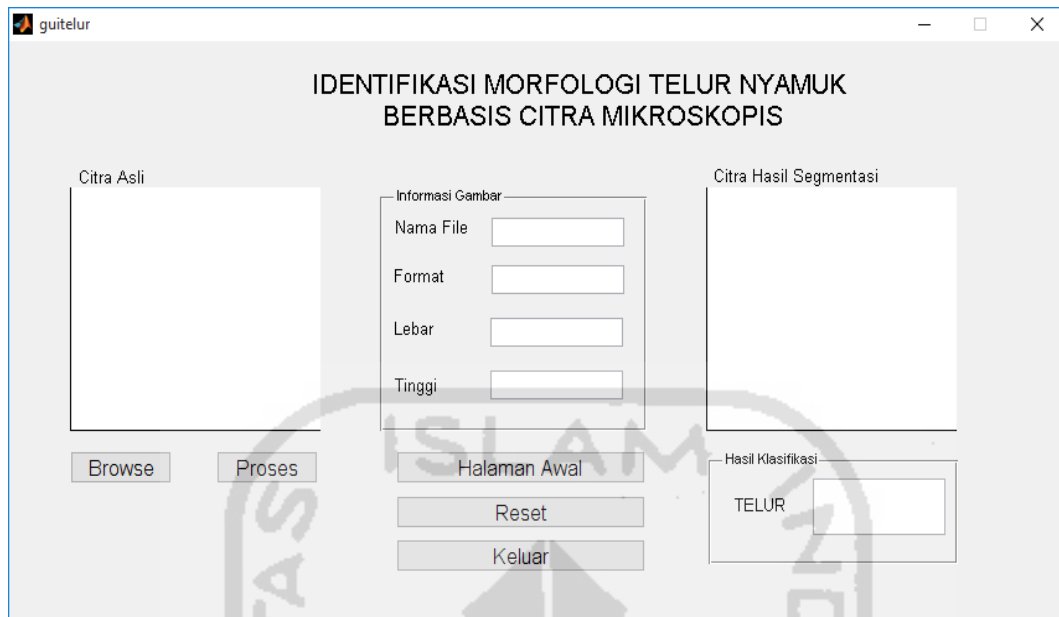 guitelur
IDENTIFIKASI MORFOLOGI TELUR NYAMUK
BERBASIS CITRA MIKROSKOPIS
Citra Asli
Informasi Gambar
Nama File
Format
Lebar
Tinggi
Citra Hasil Segmentasi
Browse
Proses
Halaman Awal
Reset
Keluar
Hasil Klasifikasi
TELUR
ISLAM